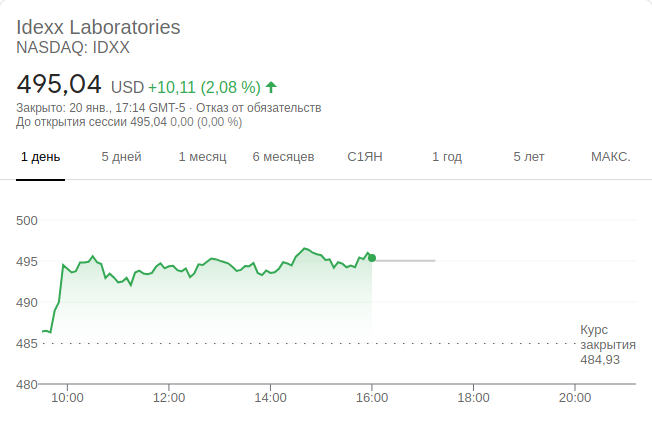 Idexx Laboratories
NASDAQ: IDXX
495,04 USD +10,11 (2,08 %)
Закрыто: 20 янв., 17:14 GMT-5 · Отказ от обязательств
До открытия сессии 495,04 0,00 (0,00 %)
1 день 5 дней 1 месяц 6 месяцев С1ЯН 1 год 5 лет МАКС.
500
495
490
485
480
Курс
закрытия
484,93
10:00 12:00 14:00 16:00 18:00 20:00